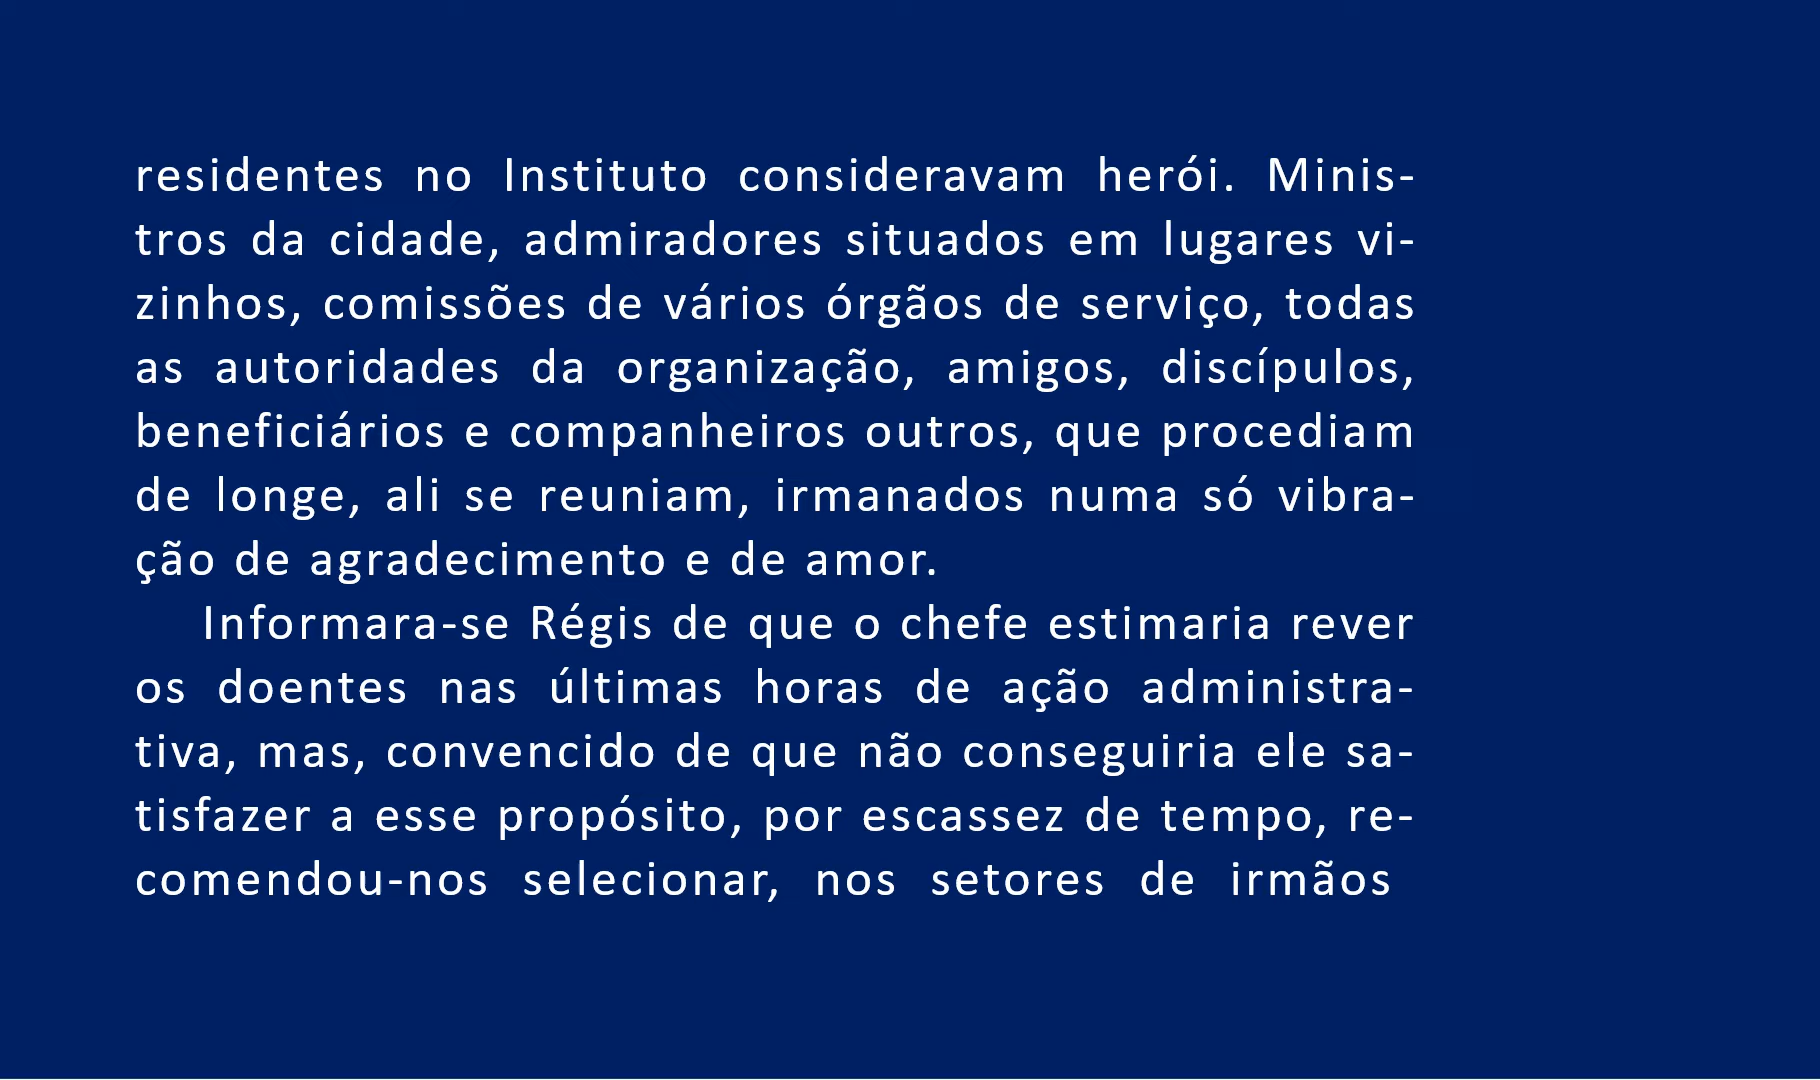 residentes no Instituto consideravam herói. Minis-
tros da cidade, admiradores situados em lugares vi-
zinhos, comissões de vários órgãos de serviço, todas
as autoridades da organização, amigos, discípulos,
beneficiários e companheiros outros, que procediam
de longe, ali se reuniam, irmanados numa só vibra-
ção de agradecimento e de amor.
Informara-se Régis de que o chefe estimaria rever
os doentes nas últimas horas de ação administra-
tiva, mas, convencido de que não conseguiria ele sa-
tisfazer a esse propósito, por escassez de tempo, re-
comendou-nos selecionar, nos setores de irmãos